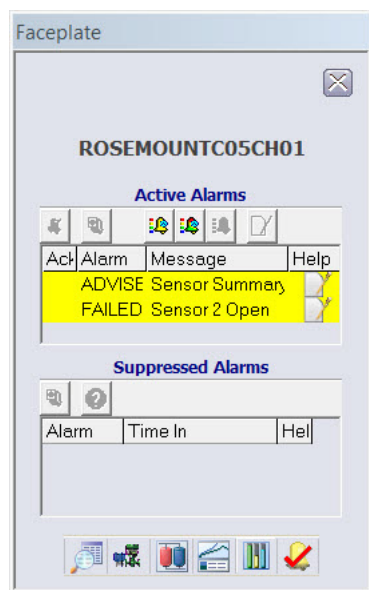 Faceplate
ROSEMOUNTC05CH01
Active Alarms
Ack Alarm Message Help
ADVISE Sensor Summary
FAILED Sensor 2 Open
Suppressed Alarms
Alarm Time In Hel